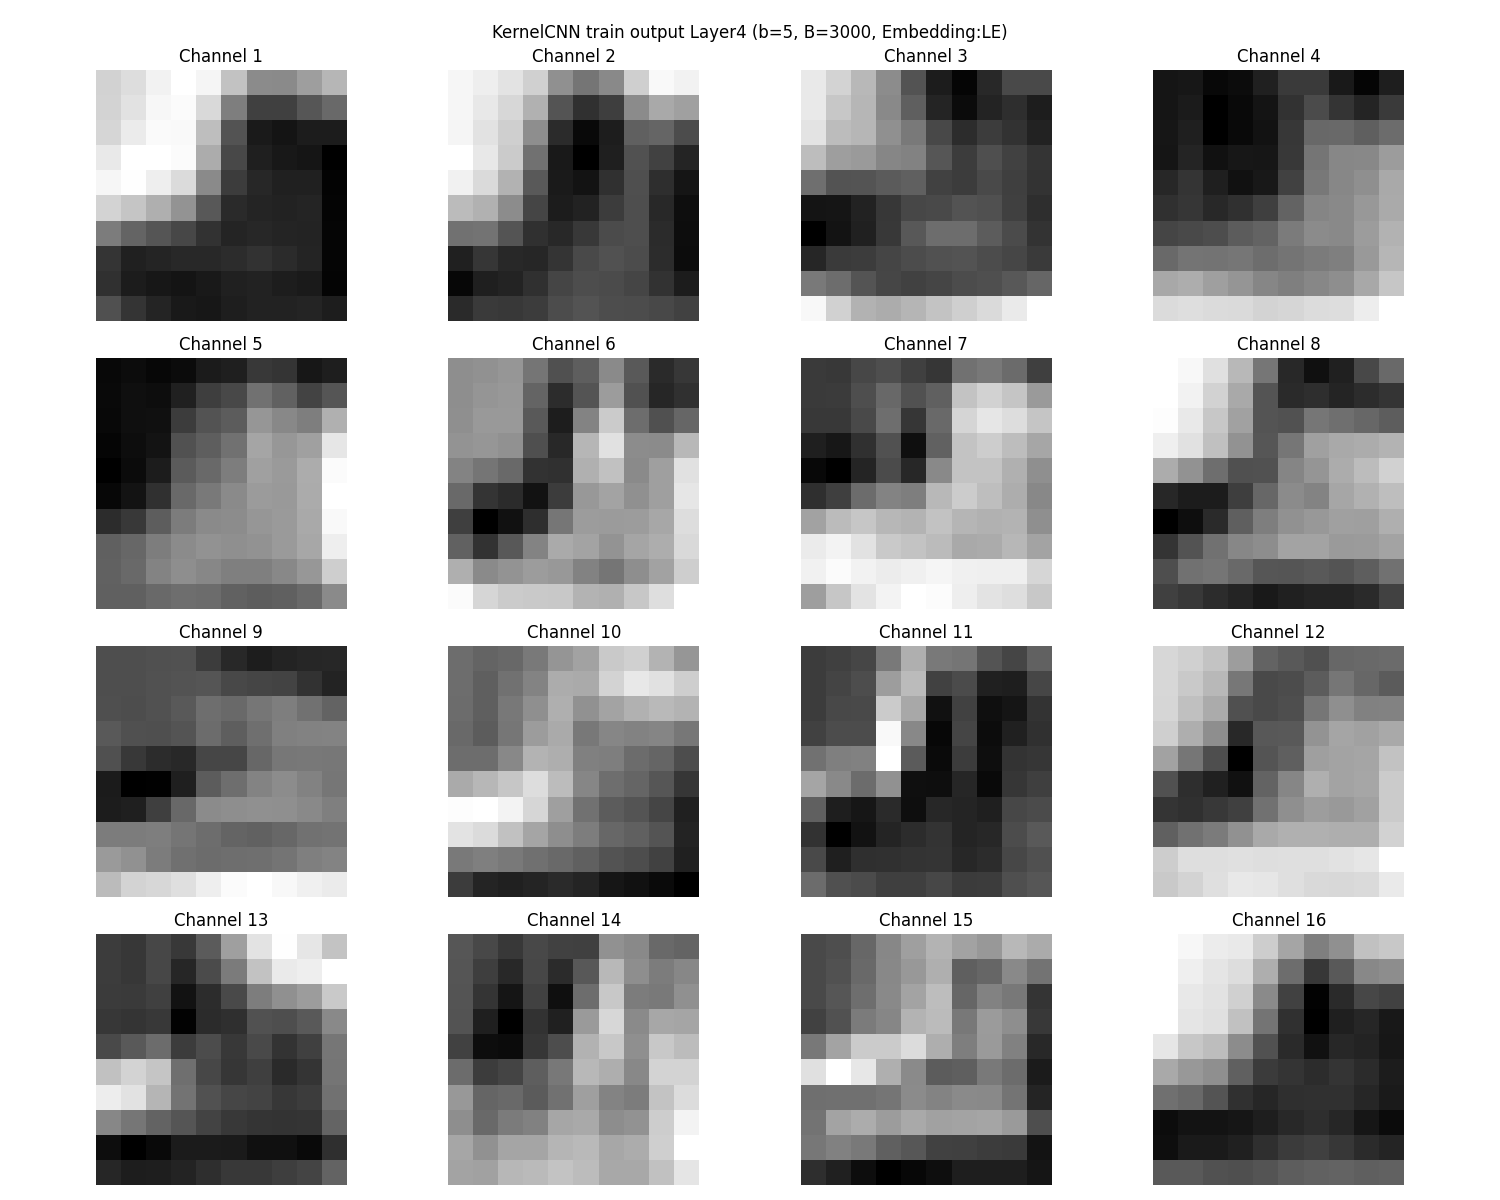 KernelCNN train output Layer4 (b=5, B=3000, Embedding:LE)
Channel 1 Channel 2 Channel 3 Channel 4
Channel 5 Channel 6 Channel 7 Channel 8
Channel 9 Channel 10 Channel 11 Channel 12
Channel 13 Channel 14 Channel 15 Channel 16